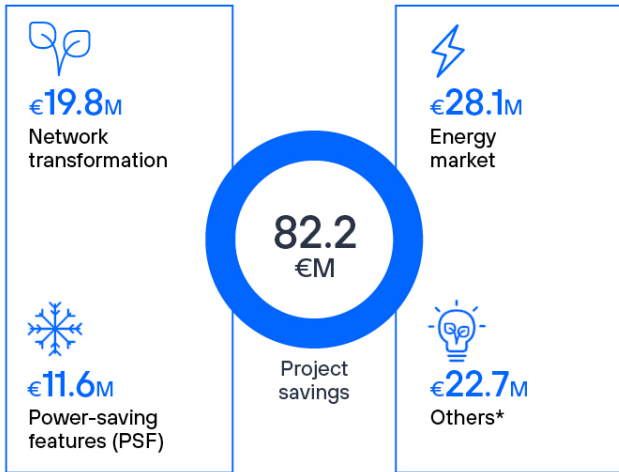 €19.8M
Network
transformation
€28.1M
Energy
market
82.2
€M
Project
savings
€11.6M
Power-saving
features (PSF)
€22.7M
Others*